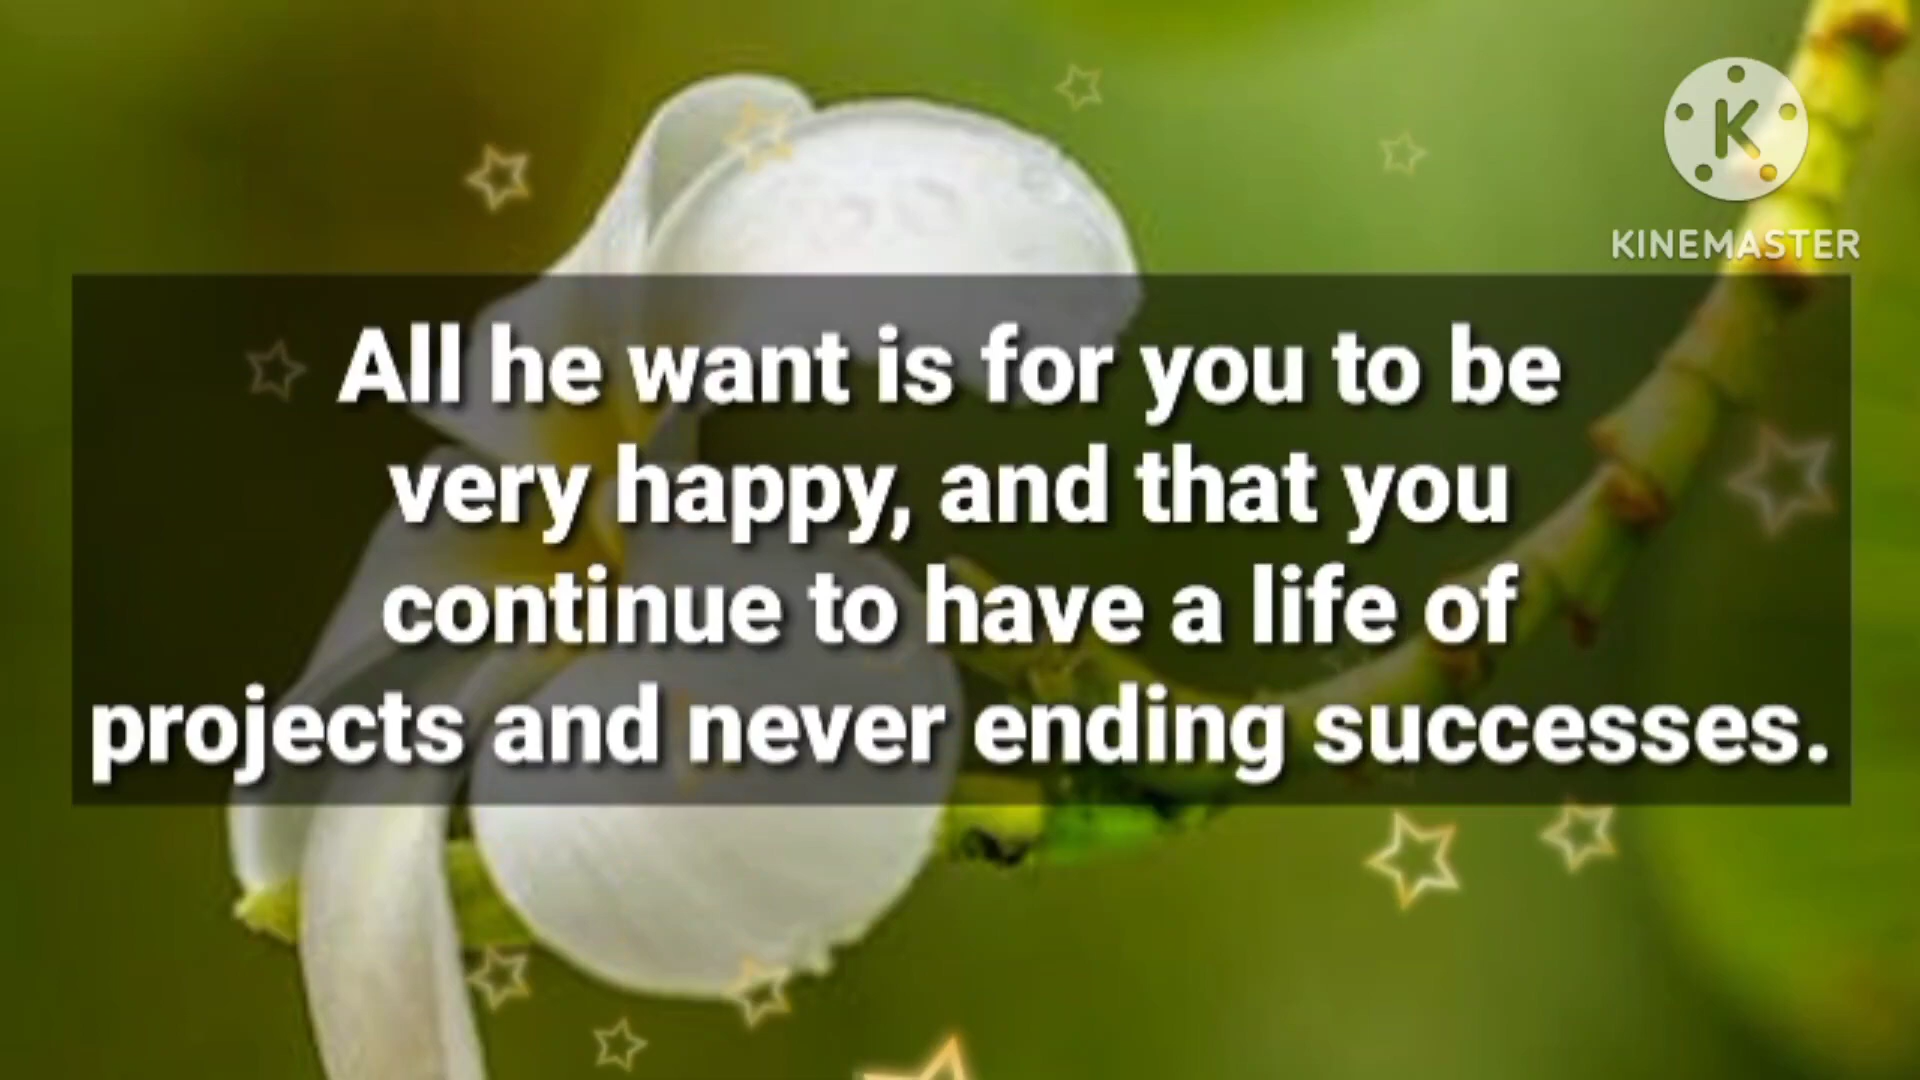 KINEMASTER
All he want is for you to be
very happy, and that you
continue to have a life of
projects and never ending successes.